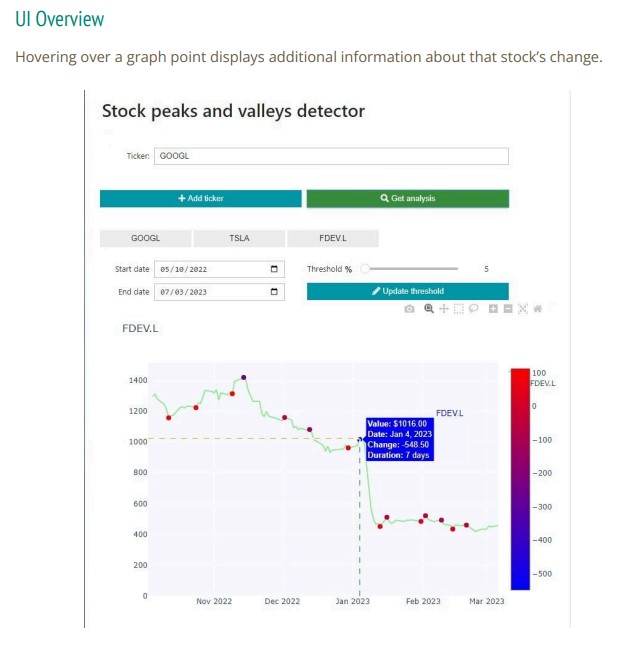 UI Overview
Hovering over a graph point displays additional information about that stock's change.
Stock peaks and valleys detector
Ticker: GOOGL
Add ticker
Get analysis
GOOGL TSLA FDEV.L
Start date 05/10/2022 Threshold % 5
End date 07/03/2023 Update threshold
FDEV.L
1400
1200
1000
800
600
400
200
0
Nov 2022 Dec 2022 Jan 2023 Feb 2023 Mar 2023
Value: $1016.00
Date: Jan 4, 2023
Change: -548.50
Duration: 7 days
FDEV.L
100
FDEV.L
0
−100
−200
−300
−400
−500